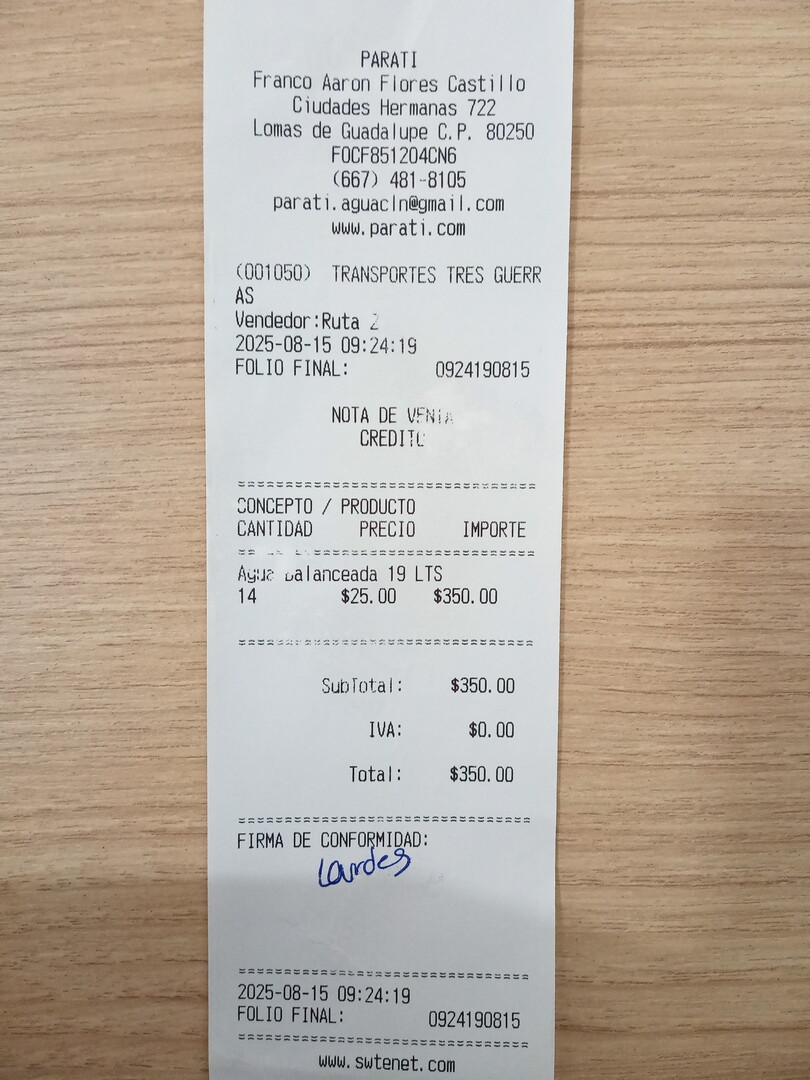 PARATI
Franco Aaron Flores Castillo
Ciudades Hermanas 722
Lomas de Guadalupe C.P. 80250
FOCF851204CN6
(667) 481-8105
parati.aguacln@gmail.com
www.parati.com
(001050) TRANSPORTES TRES GUERR
AS
Vendedor:Ruta 2
2025-08-15 09:24:19
FOLIO FINAL: 0924190815
NOTA DE VENTA
CREDITO
================================
CONCEPTO / PRODUCTO
CANTIDAD PRECIO IMPORTE
================================
Agua balanceada 19 LTS
14 $25.00 $350.00
================================
SubTotal: $350.00
IVA: $0.00
Total: $350.00
================================
FIRMA DE CONFORMIDAD:
Lourdes
================================
2025-08-15 09:24:19
FOLIO FINAL: 0924190815
================================
www.swtenet.com